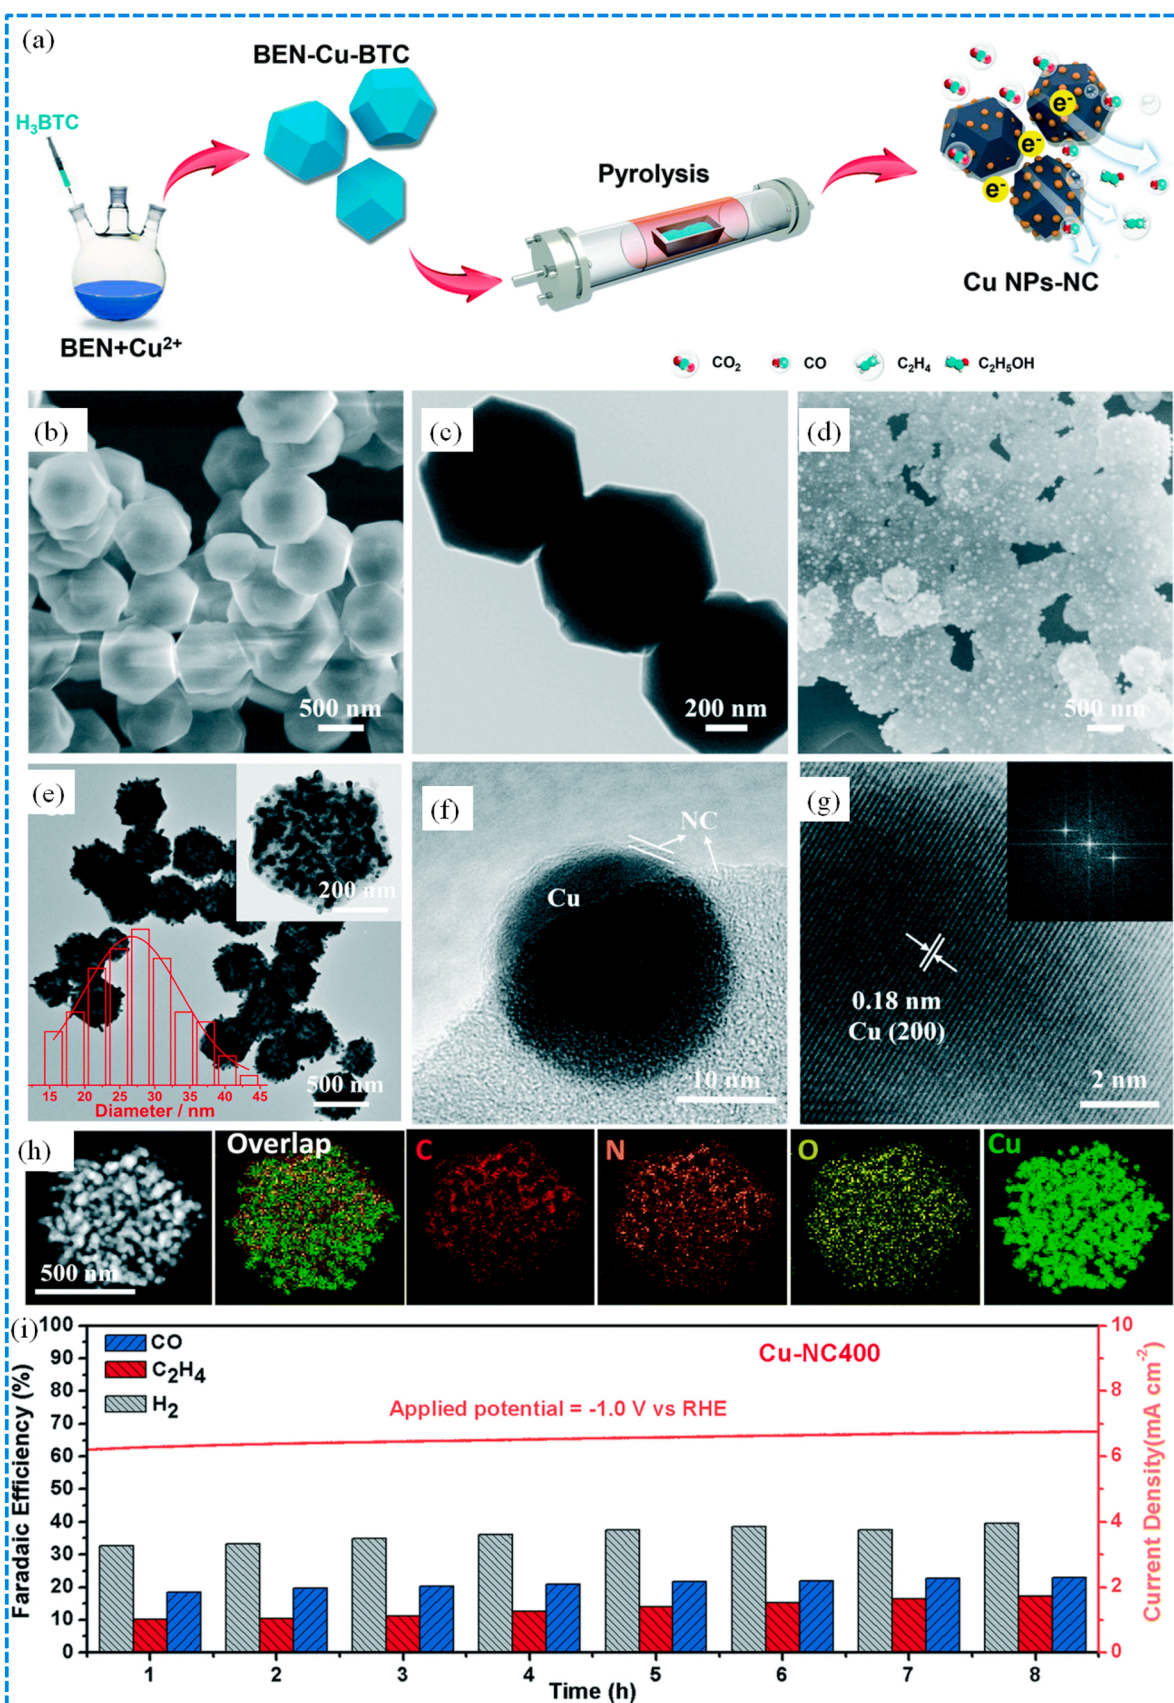 (a)
BEN-Cu-BTC
H₃BTC
Pyrolysis
e⁻
e⁻
e⁻
Cu NPs-NC
BEN+Cu²⁺
CO₂ CO C₂H₄ C₂H₅OH
(b)
500 nm
(c)
200 nm
(d)
500 nm
(e)
200 nm
15 20 25 30 35 40 45
Diameter / nm
500 nm
(f)
NC
Cu
10 nm
(g)
0.18 nm
Cu (200)
2 nm
(h)
500 nm
Overlap
C
N
O
Cu
(i)
Faradaic Efficiency (%)
100
90
80
70
60
50
40
30
20
10
0
CO
C₂H₄
H₂
Cu-NC400
Applied potential = -1.0 V vs RHE
10
8
6
4
2
0
Current Density(mA cm⁻²)
1 2 3 4 5 6 7 8
Time (h)